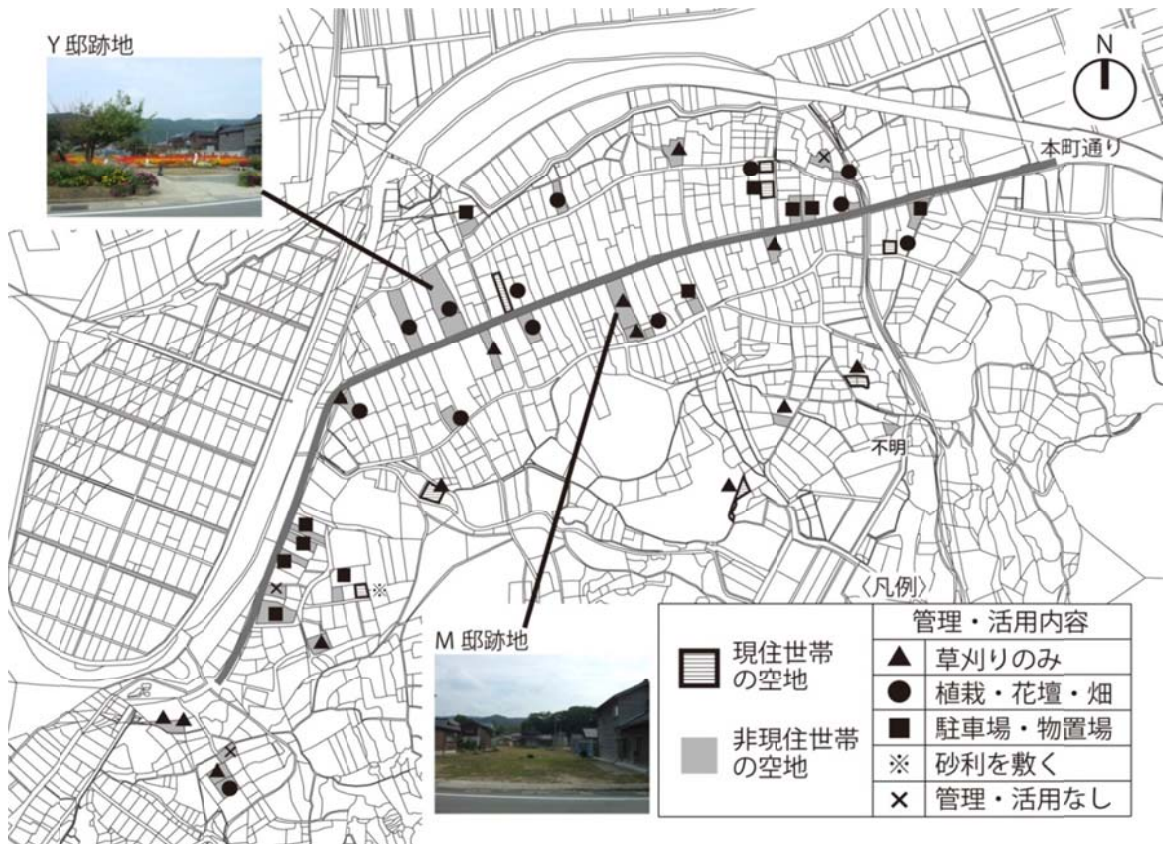 Y 邸跡地
N
本町通り
不明
M 邸跡地
〈凡例〉
現住世帯
の空地
非現住世帯
の空地
管理・活用内容
▲ 草刈りのみ
● 植栽・花壇・畑
■ 駐車場・物置場
※ 砂利を敷く
× 管理・活用なし